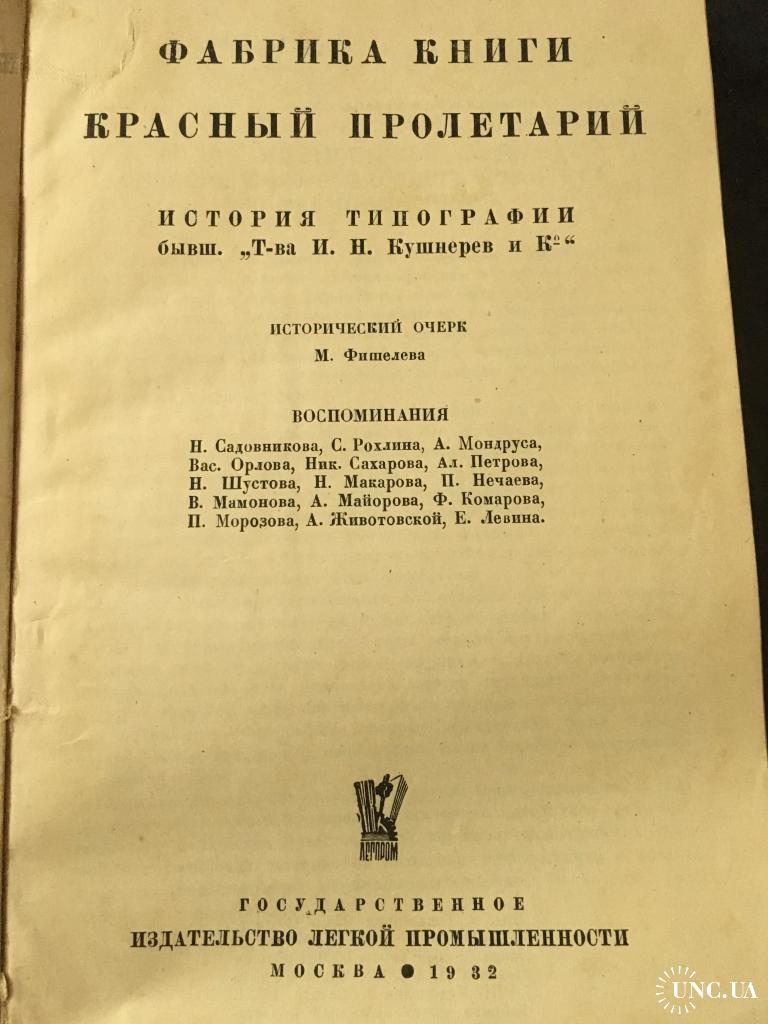 ФАБРИКА КНИГИ
КРАСНЫЙ ПРОЛЕТАРИЙ
ИСТОРИЯ ТИПОГРАФИИ
бывш. „Т-ва И. Н. Кушнерев и Кº“
ИСТОРИЧЕСКИЙ ОЧЕРК
М. Фишелева
ВОСПОМИНАНИЯ
Н. Садовникова, С. Рохлина, А. Мондруса,
Вас. Орлова, Ник. Сахарова, Ал. Петрова,
Н. Шустова, Н. Макарова, П. Нечаева,
В. Мамонова, А. Майорова, Ф. Комарова,
П. Морозова, А. Животовской, Е. Левина.
ЛЕГПРОМ
ГОСУДАРСТВЕННОЕ
ИЗДАТЕЛЬСТВО ЛЕГКОЙ ПРОМЫШЛЕННОСТИ
МОСКВА ● 1932
UNC.UA